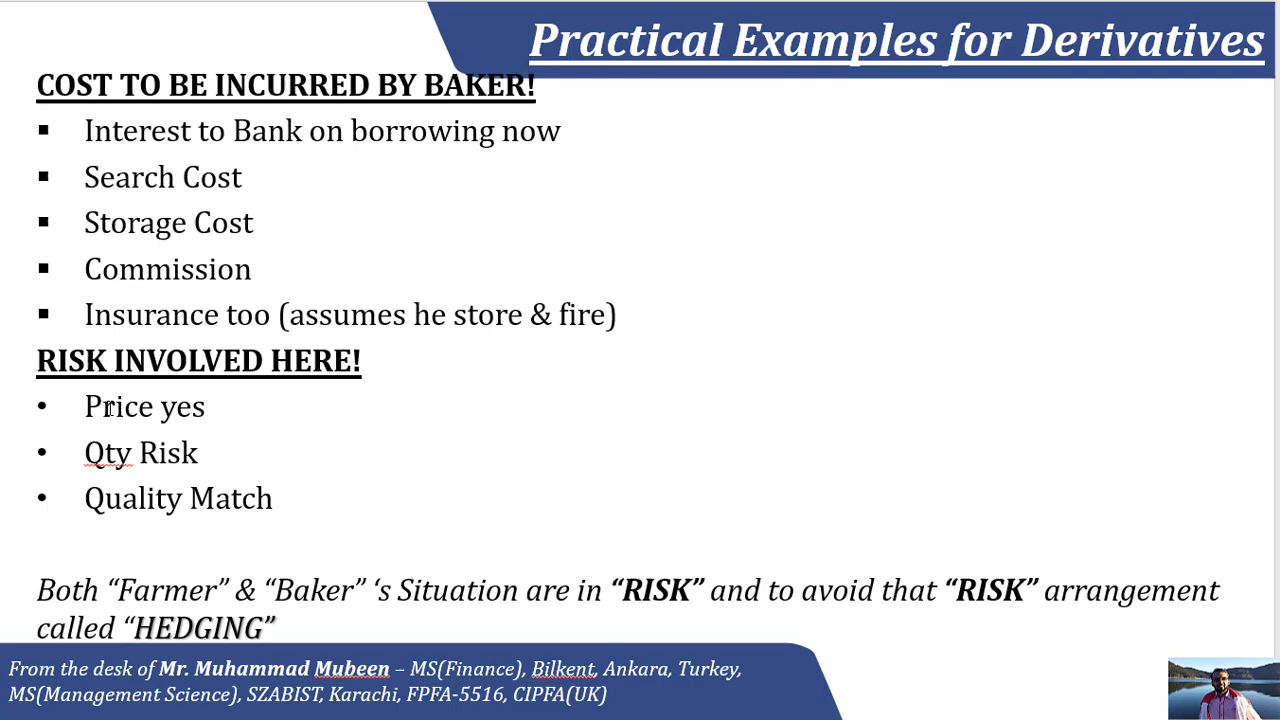 Practical Examples for Derivatives
COST TO BE INCURRED BY BAKER!
▪ Interest to Bank on borrowing now
▪ Search Cost
▪ Storage Cost
▪ Commission
▪ Insurance too (assumes he store & fire)
RISK INVOLVED HERE!
• Price yes
• Qty Risk
• Quality Match
Both “Farmer” & “Baker” ‘s Situation are in “RISK” and to avoid that “RISK” arrangement
called “HEDGING”
From the desk of Mr. Muhammad Mubeen – MS(Finance), Bilkent, Ankara, Turkey,
MS(Management Science), SZABIST, Karachi, FPFA-5516, CIPFA(UK)